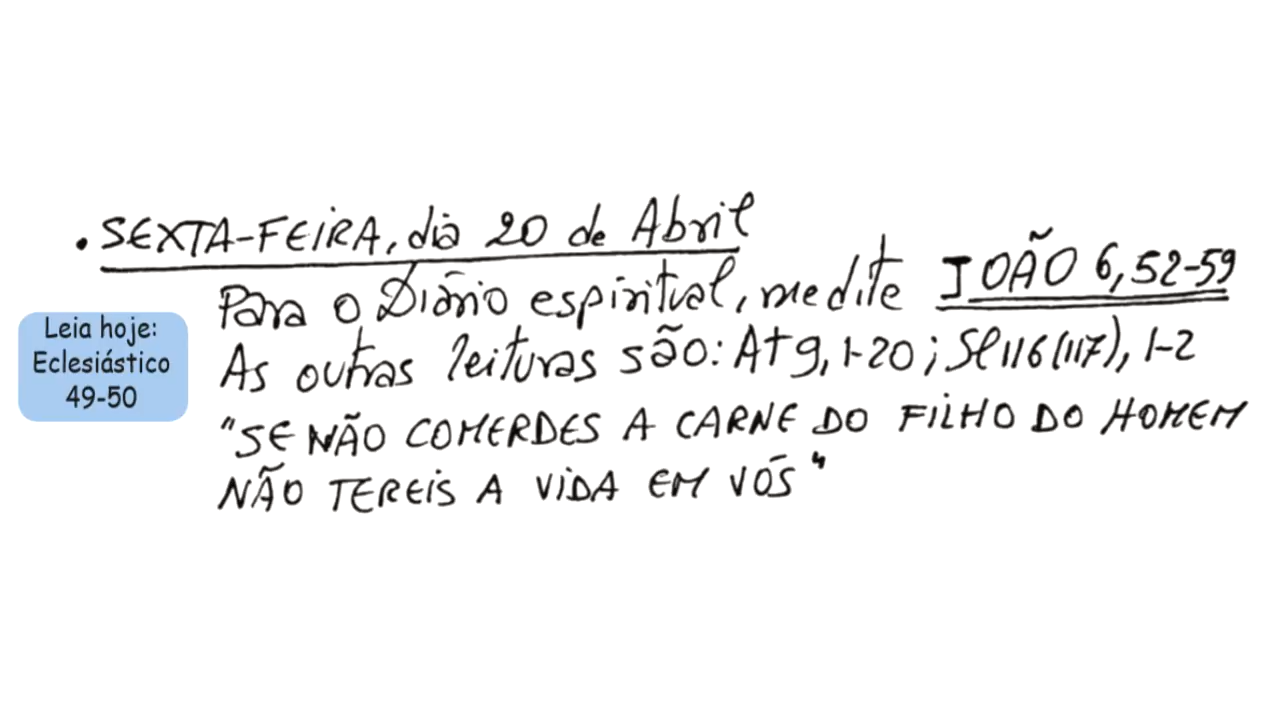 . SEXTA-FEIRA, dia 20 de Abril
Para o Diário espiritual, medite JOÃO 6, 52-59
Leia hoje:
Eclesiástico
49-50
As outras leituras são: At 9, 1-20 ; Sl 116 (117), 1-2
"SE NÃO COMERDES A CARNE DO FILHO DO HOMEM
NÃO TEREIS A VIDA EM VÓS"